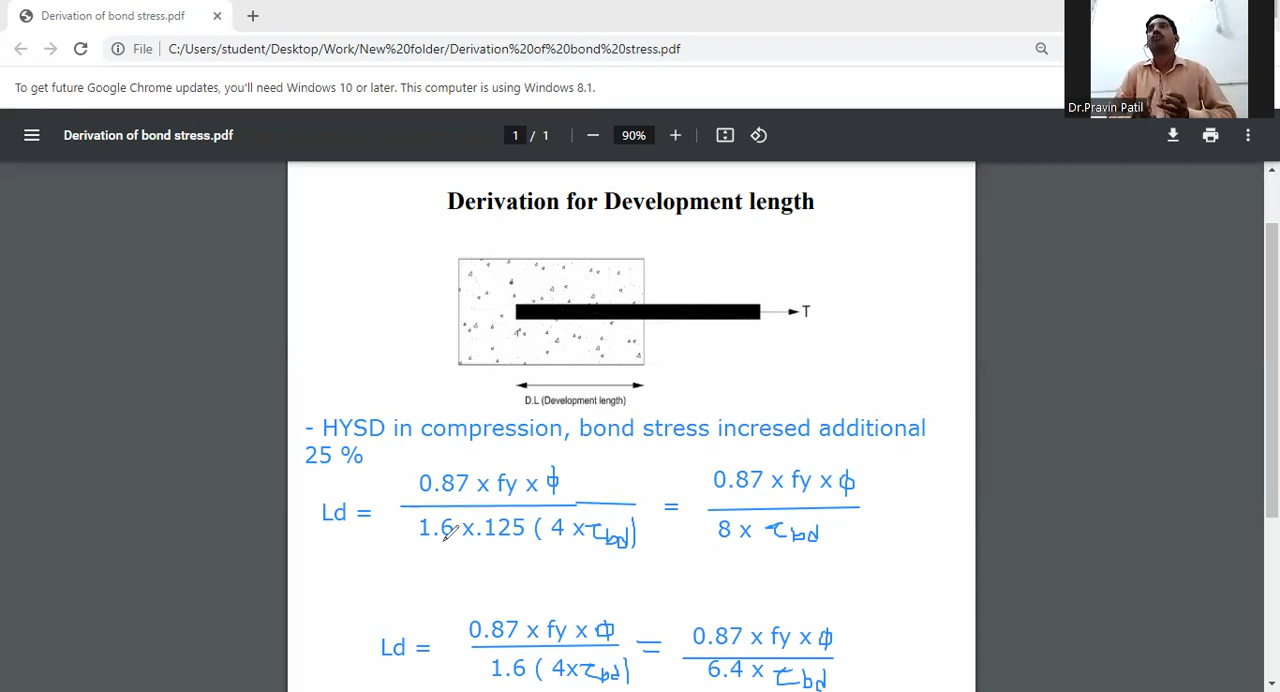 Derivation of bond stress.pdf
File C:/Users/student/Desktop/Work/New%20folder/Derivation%20of%20bond%20stress.pdf
To get future Google Chrome updates, you'll need Windows 10 or later. This computer is using Windows 8.1.
Dr.Pravin Patil
Derivation of bond stress.pdf 1 / 1 90%
Derivation for Development length
T
D.L (Development length)
- HYSD in compression, bond stress incresed additional
25 %
0.87 x fy x ϕ 0.87 x fy x ϕ
Ld = =
1.6 x.125 ( 4 x τbd) 8 x τbd
0.87 x fy x ϕ 0.87 x fy x ϕ
Ld = =
1.6 ( 4x τbd) 6.4 x τbd